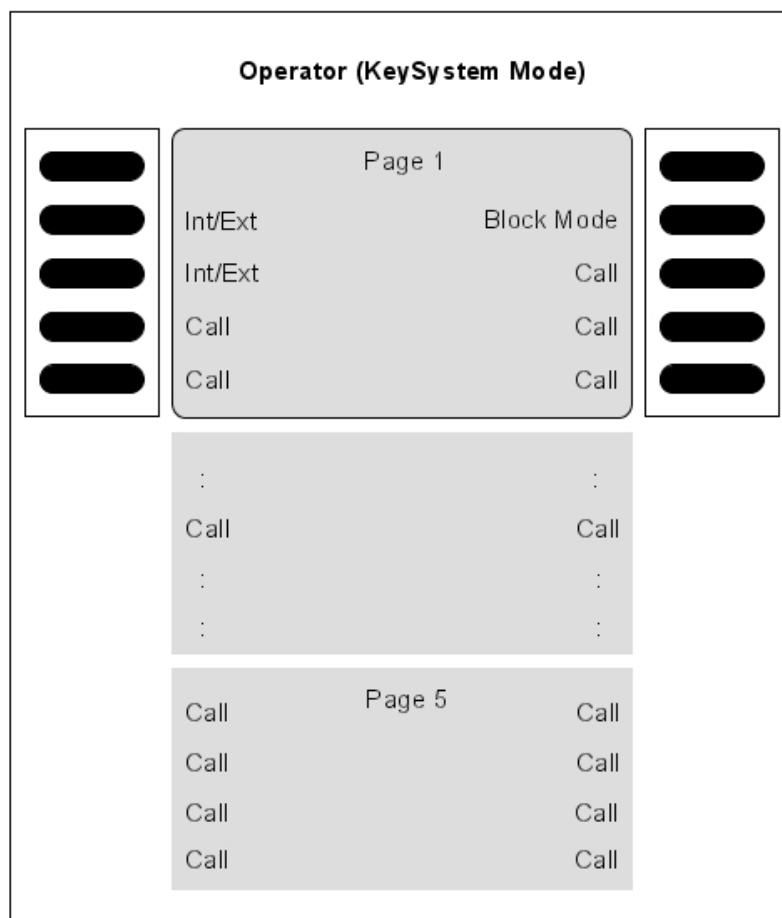 Operator (KeySystem Mode)
Page 1
Int/Ext Block Mode
Int/Ext Call
Call Call
Call Call
: :
Call Call
: :
: :
Page 5
Call Call
Call Call
Call Call
Call Call